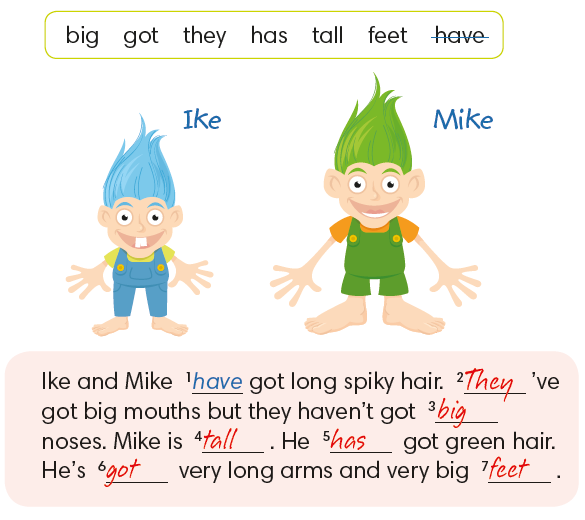 big got they has tall feet have
Ike
Mike
Ike and Mike ¹have got long spiky hair. ²They 've
got big mouths but they haven't got ³big
noses. Mike is ⁴tall . He ⁵has got green hair.
He's ⁶got very long arms and very big ⁷feet .